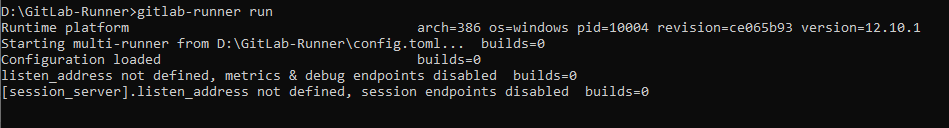 D:\GitLab-Runner>gitlab-runner run
Runtime platform                                    arch=386 os=windows pid=10004 revision=ce065b93 version=12.10.1
Starting multi-runner from D:\GitLab-Runner\config.toml...  builds=0
Configuration loaded                                builds=0
listen_address not defined, metrics & debug endpoints disabled  builds=0
[session_server].listen_address not defined, session endpoints disabled  builds=0